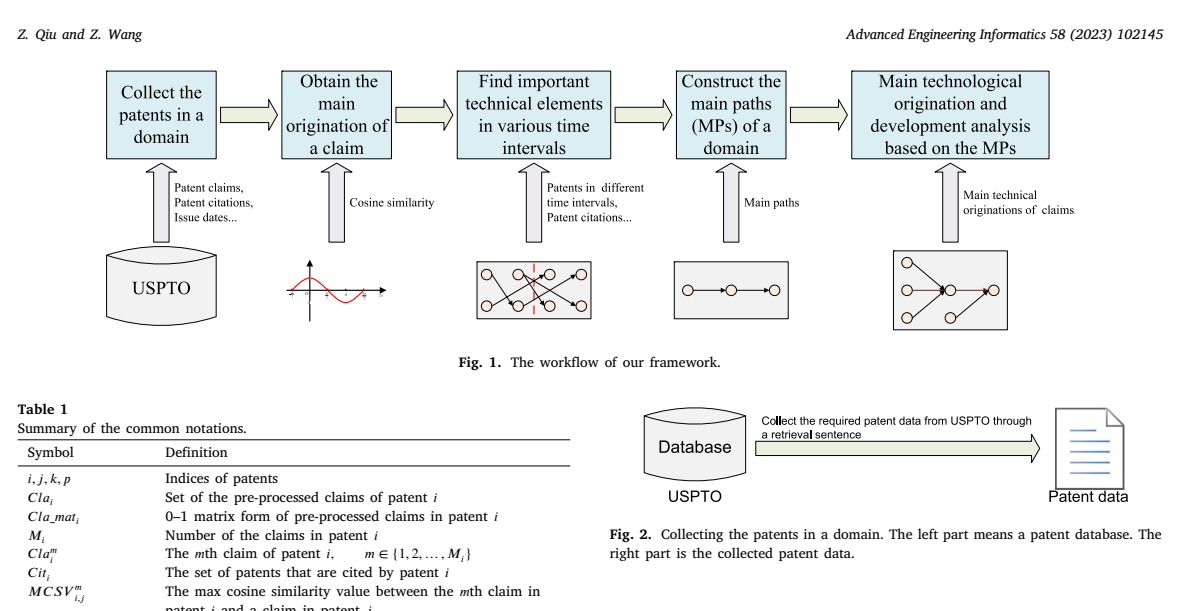 Z. Qiu and Z. Wang
Advanced Engineering Informatics 58 (2023) 102145
Collect the
patents in a
domain
Obtain the
main
origination of
a claim
Find important
technical elements
in various time
intervals
Construct the
main paths
(MPs) of a
domain
Main technological
origination and
development analysis
based on the MPs
Patent claims,
Patent citations,
Issue dates...
Cosine similarity
Patents in different
time intervals,
Patent citations...
Main paths
Main technical
originations of claims
USPTO
Fig. 1. The workflow of our framework.
Table 1
Summary of the common notations.
Symbol Definition
i, j, k, p Indices of patents
Cla_i Set of the pre-processed claims of patent i
Cla_mat_i 0–1 matrix form of pre-processed claims in patent i
M_i Number of the claims in patent i
Cla_i^m The mth claim of patent i, m ∈ {1, 2, … , M_i}
Cit_i The set of patents that are cited by patent i
MCSV_{i,j}^m The max cosine similarity value between the mth claim in
patent i and a claim in patent j
Database
USPTO
Collect the required patent data from USPTO through
a retrieval sentence
Patent data
Fig. 2. Collecting the patents in a domain. The left part means a patent database. The
right part is the collected patent data.